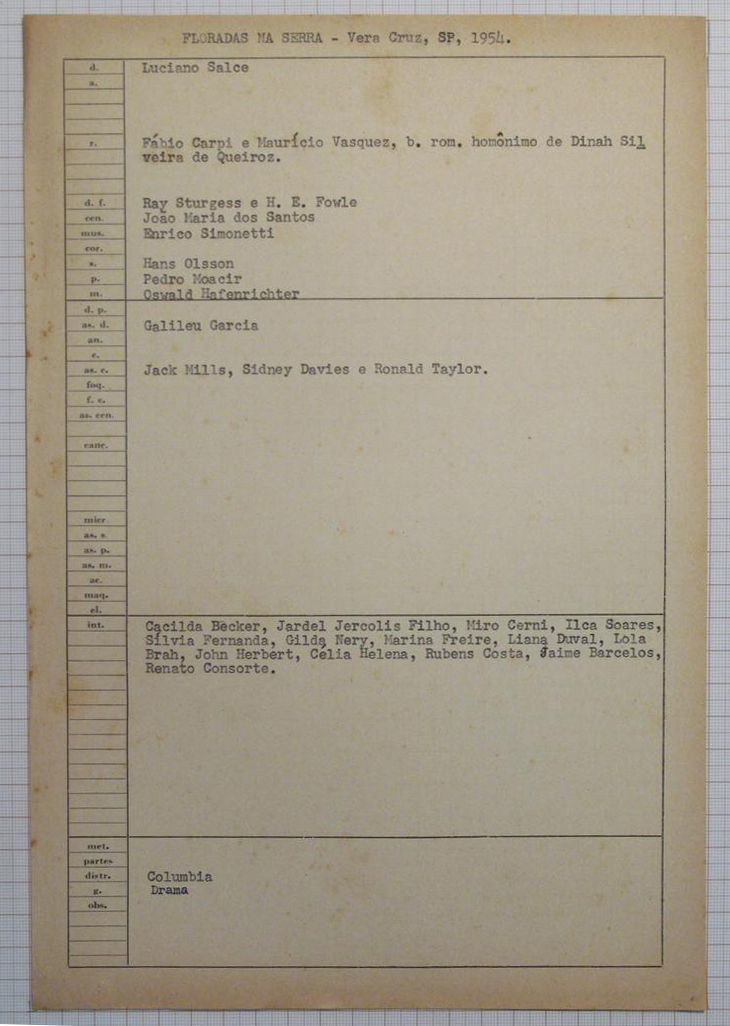 FLORADAS NA SERRA - Vera Cruz, SP, 1954.
d. Luciano Salce
a.
r. Fábio Carpi e Maurício Vasquez, b. rom. homônimo de Dinah Sil
veira de Queiroz.
d. f. Ray Sturgess e H. E. Fowle
cen. João Maria dos Santos
mus. Enrico Simonetti
cor.
s. Hans Olsson
p. Pedro Moacir
m. Oswald Hafenrichter
d. p.
as. d. Galileu Garcia
an.
c.
as. c. Jack Mills, Sidney Davies e Ronald Taylor.
foq.
f. c.
as. cen.
canc.
micr.
as. s.
as. p.
as. m.
ac.
maq.
el.
int. Cacilda Becker, Jardel Jercolis Filho, Miro Cerni, Ilca Soares,
Sílvia Fernanda, Gilda Nery, Marina Freire, Liana Duval, Lola
Brah, John Herbert, Célia Helena, Rubens Costa, Jaime Barcelos,
Renato Consorte.
met.
partes
distr. Columbia
g. Drama
obs.